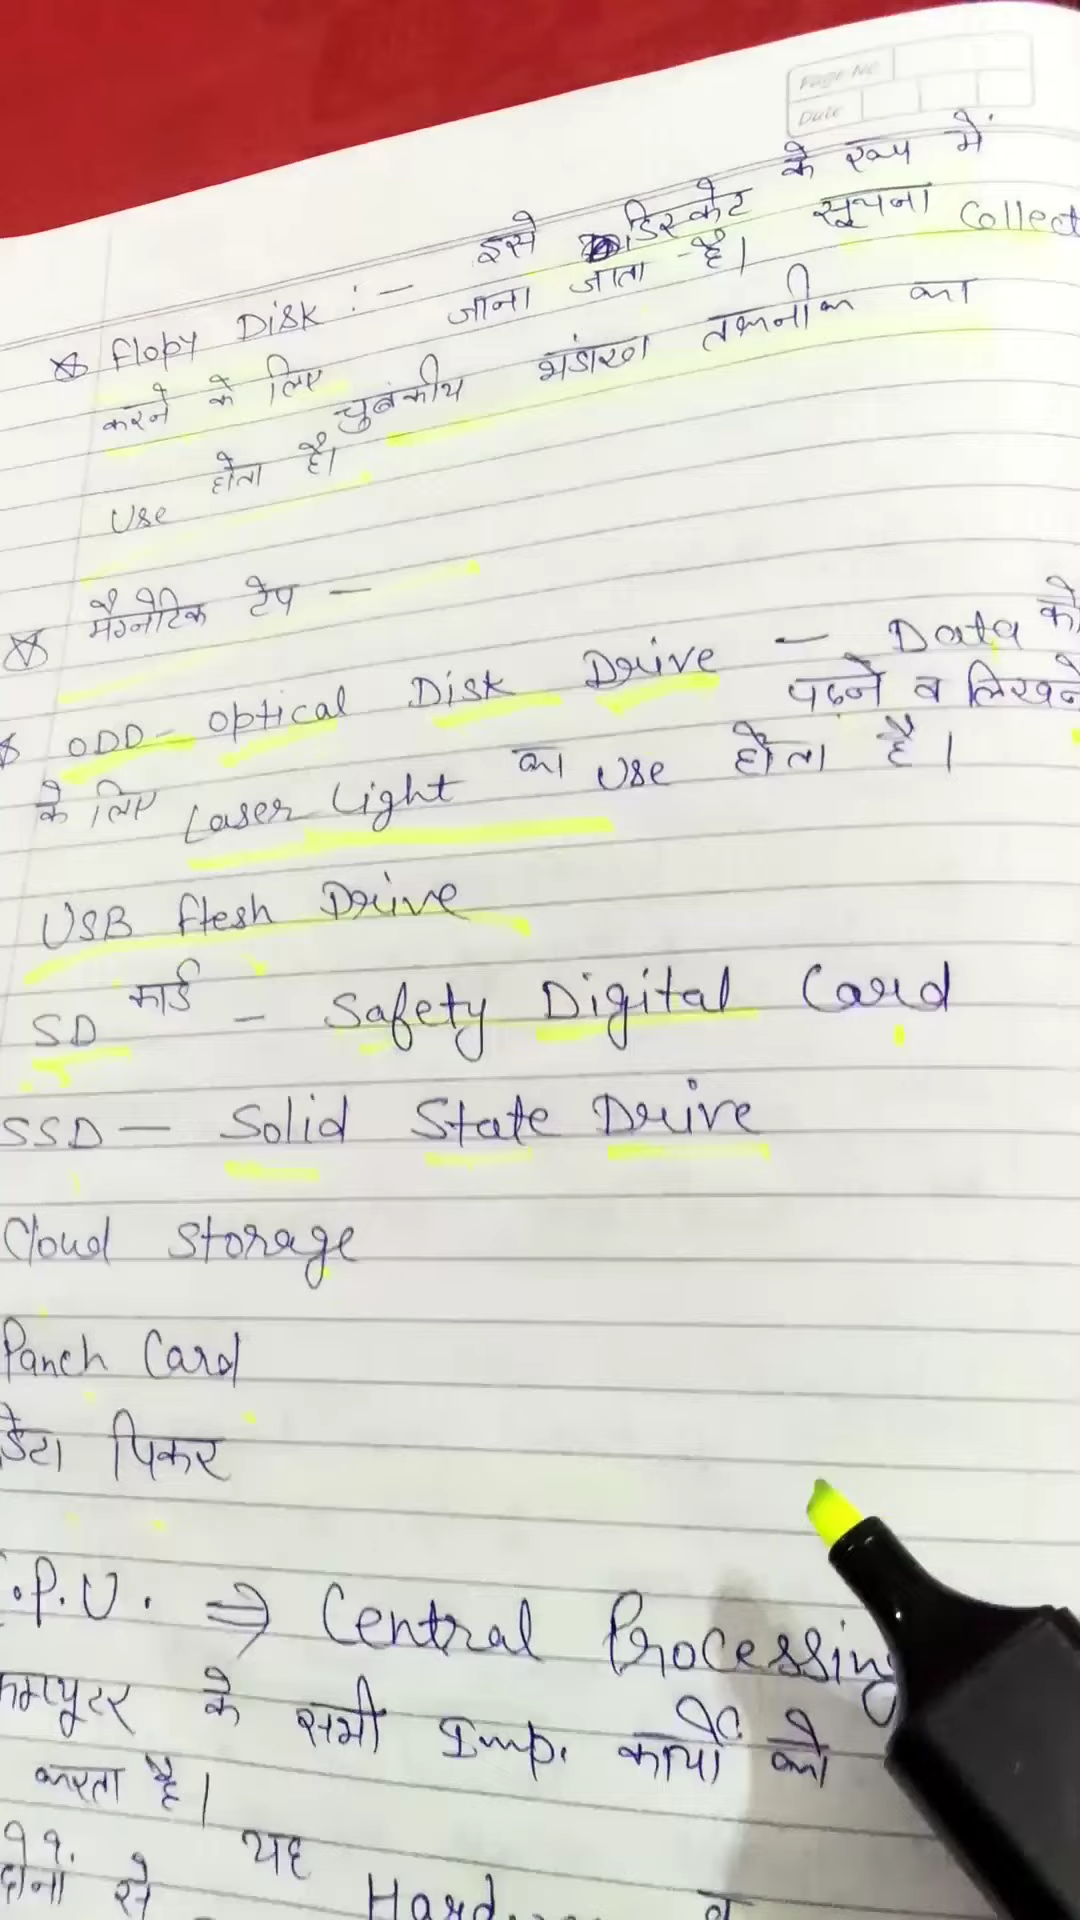 Page No.
Date
Flopy Disk :- इसे डिस्केट के रूप में
जाना जाता है। सूचना Collect
करने के लिए चुबंकीय भंडारण तकनीक का
Use होता है।
मैग्नेटिक टेप -
ODD- Optical Disk Drive - Data को
पढने व लिखने
के लिए Laser Light का Use होता है।
USB flesh Drive
SD कार्ड - Safety Digital Card
SSD - Solid State Drive
Cloud Storage
Panch Card
डेटा पिकर
.P.U. ⇒ Central Processing
कम्प्यूटर के सभी Imp. कार्यो को
करता है।
यह
दोनों से Hard व